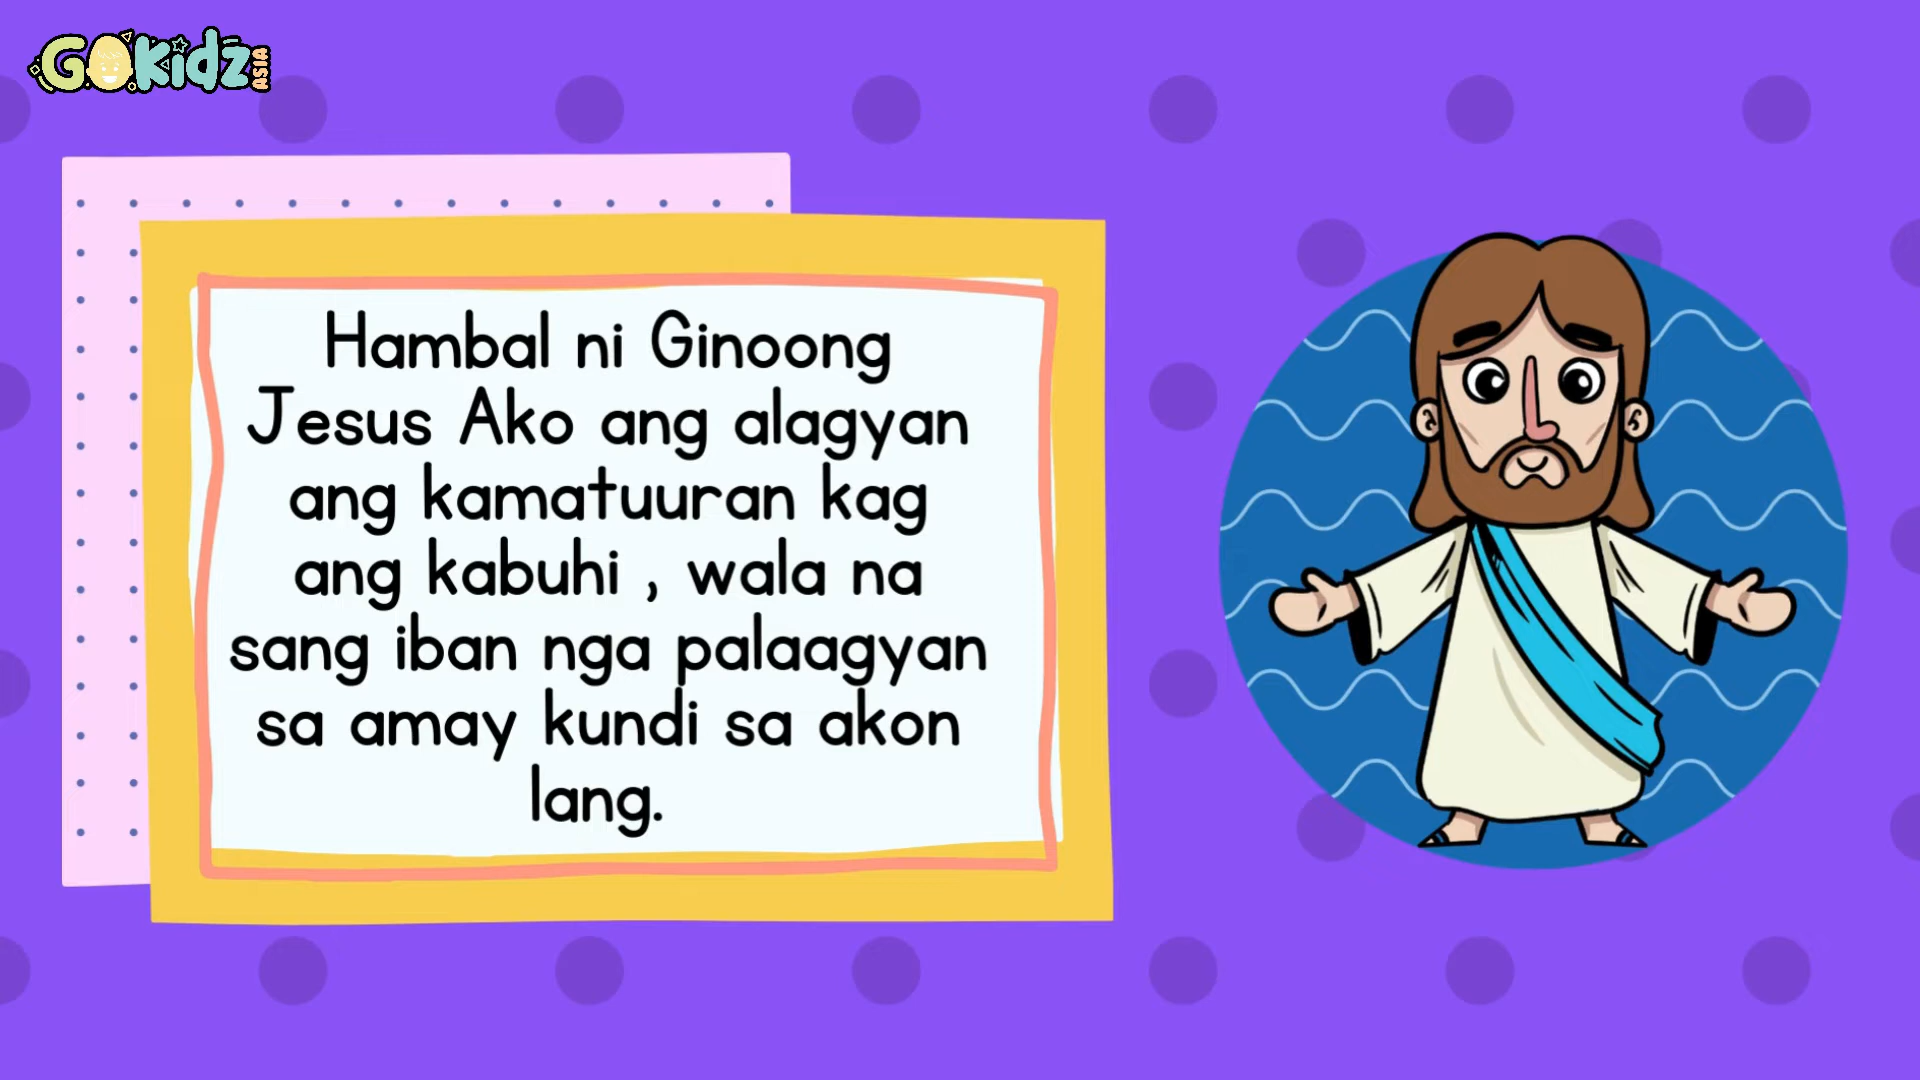 GOKidz ASIA
Hambal ni Ginoong
Jesus Ako ang alagyan
ang kamatuuran kag
ang kabuhi , wala na
sang iban nga palaagyan
sa amay kundi sa akon
lang.